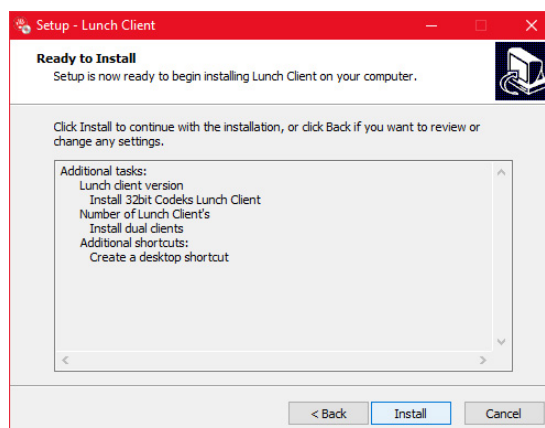 Setup - Lunch Client
Ready to Install
Setup is now ready to begin installing Lunch Client on your computer.
Click Install to continue with the installation, or click Back if you want to review or
change any settings.
Additional tasks:
Lunch client version
Install 32bit Codeks Lunch Client
Number of Lunch Client's
Install dual clients
Additional shortcuts:
Create a desktop shortcut
< Back
Install
Cancel